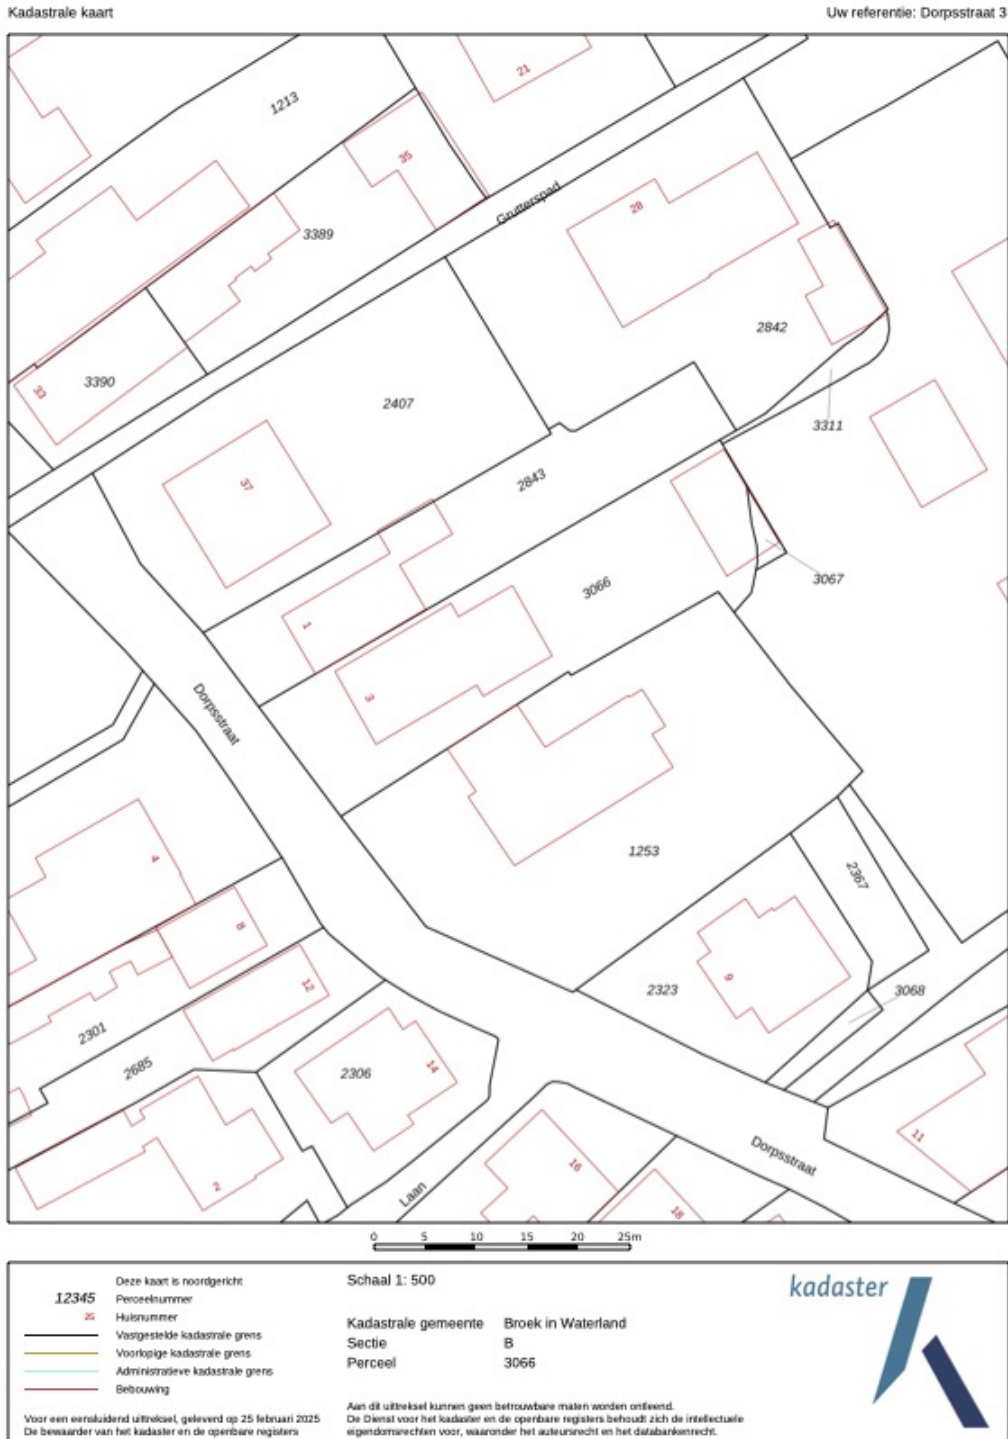 Kadastrale kaart
Uw referentie: Dorpsstraat 3
21
1213
35
Grutterspad
28
3389
2842
33
3390
2407
3311
37
2843
3067
3066
1
3
Dorpsstraat
4
1253
2367
8
9
12
2323
3068
2301
2685
2306
14
11
Dorpsstraat
16
2
Laan
18
0 5 10 15 20 25m
Deze kaart is noordgericht
12345 Perceelnummer
25 Huisnummer
Vastgestelde kadastrale grens
Voorlopige kadastrale grens
Administratieve kadastrale grens
Bebouwing
Voor een eensluidend uittreksel, geleverd op 25 februari 2025
De bewaarder van het kadaster en de openbare registers
Schaal 1: 500
Kadastrale gemeente Broek in Waterland
Sectie B
Perceel 3066
Aan dit uittreksel kunnen geen betrouwbare maten worden ontleend.
De Dienst voor het kadaster en de openbare registers behoudt zich de intellectuele
eigendomsrechten voor, waaronder het auteursrecht en het databankenrecht.
kadaster